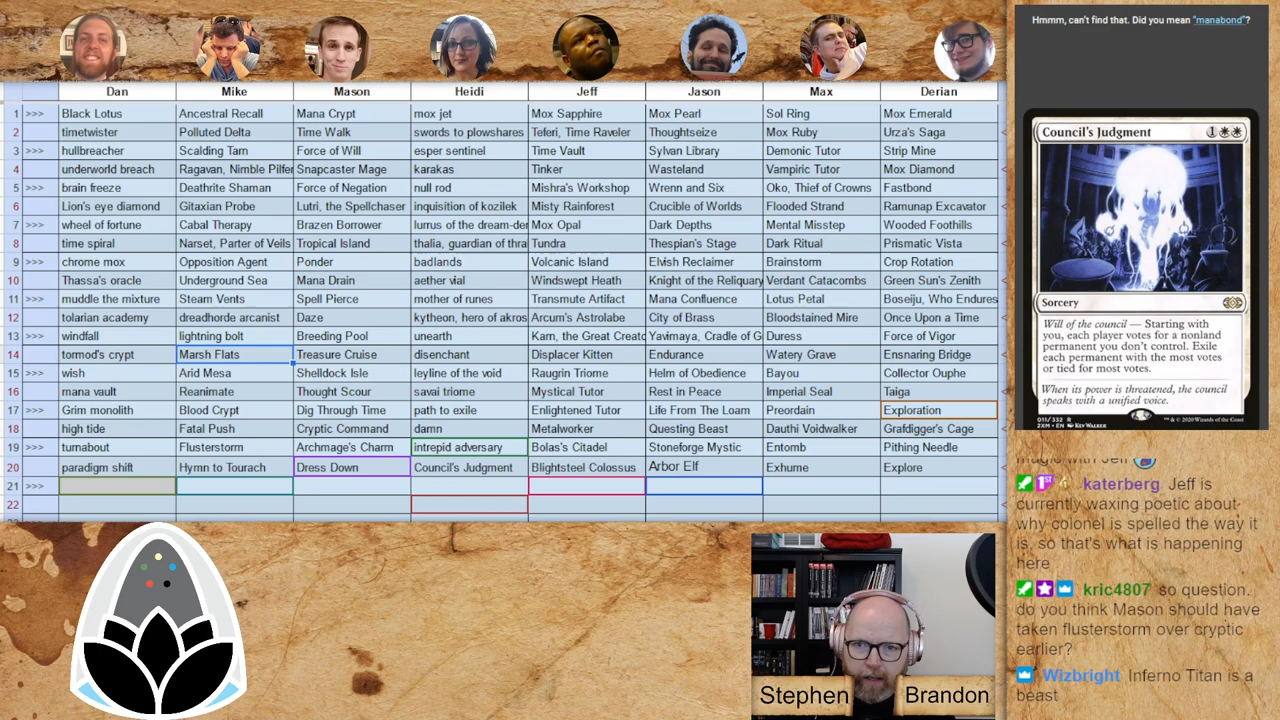 Hmmm, can't find that. Did you mean "manabond"?
Dan Mike Mason Heidi Jeff Jason Max Derian
1 >>> Black Lotus Ancestral Recall Mana Crypt mox jet Mox Sapphire Mox Pearl Sol Ring Mox Emerald
2 timetwister Polluted Delta Time Walk swords to plowshares Teferi, Time Raveler Thoughtseize Mox Ruby Urza's Saga
3 >>> hullbreacher Scalding Tarn Force of Will esper sentinel Time Vault Sylvan Library Demonic Tutor Strip Mine
4 underworld breach Ragavan, Nimble Pilfer Snapcaster Mage karakas Tinker Wasteland Vampiric Tutor Mox Diamond
5 >>> brain freeze Deathrite Shaman Force of Negation null rod Mishra's Workshop Wrenn and Six Oko, Thief of Crowns Fastbond
6 Lion's eye diamond Gitaxian Probe Lutri, the Spellchaser inquisition of kozilek Misty Rainforest Crucible of Worlds Flooded Strand Ramunap Excavator
7 >>> wheel of fortune Cabal Therapy Brazen Borrower lurrus of the dream-den Mox Opal Dark Depths Mental Misstep Wooded Foothills
8 time spiral Narset, Parter of Veils Tropical Island thalia, guardian of thra Tundra Thespian's Stage Dark Ritual Prismatic Vista
9 >>> chrome mox Opposition Agent Ponder badlands Volcanic Island Elvish Reclaimer Brainstorm Crop Rotation
10 Thassa's oracle Underground Sea Mana Drain aether vial Windswept Heath Knight of the Reliquary Verdant Catacombs Green Sun's Zenith
11 >>> muddle the mixture Steam Vents Spell Pierce mother of runes Transmute Artifact Mana Confluence Lotus Petal Boseiju, Who Endures
12 tolarian academy dreadhorde arcanist Daze kytheon, hero of akros Arcum's Astrolabe City of Brass Bloodstained Mire Once Upon a Time
13 >>> windfall lightning bolt Breeding Pool unearth Karn, the Great Creato Yavimaya, Cradle of G Duress Force of Vigor
14 tormod's crypt Marsh Flats Treasure Cruise disenchant Displacer Kitten Endurance Watery Grave Ensnaring Bridge
15 >>> wish Arid Mesa Shelldock Isle leyline of the void Raugrin Triome Helm of Obedience Bayou Collector Ouphe
16 mana vault Reanimate Thought Scour savai triome Mystical Tutor Rest in Peace Imperial Seal Taiga
17 >>> Grim monolith Blood Crypt Dig Through Time path to exile Enlightened Tutor Life From The Loam Preordain Exploration
18 high tide Fatal Push Cryptic Command damn Metalworker Questing Beast Dauthi Voidwalker Grafdigger's Cage
19 >>> turnabout Flusterstorm Archmage's Charm intrepid adversary Bolas's Citadel Stoneforge Mystic Entomb Pithing Needle
20 paradigm shift Hymn to Tourach Dress Down Council's Judgment Blightsteel Colossus Arbor Elf Exhume Explore
21 >>>
22
Council's Judgment 1
Sorcery
Will of the council — Starting with
you, each player votes for a nonland
permanent you don't control. Exile
each permanent with the most votes
or tied for most votes.
When its power is threatened, the council
speaks with a unified voice.
011/332 R
2XM • EN KEV WALKER
™ & © 2020 Wizards of the Coast
magic with Jeff
katerberg Jeff is
currently waxing poetic about
why colonel is spelled the way it
is, so that's what is happening
here
kric4807 so question.
do you think Mason should have
taken flusterstorm over cryptic
earlier?
Wizbright Inferno Titan is a
beast
Stephen Brandon